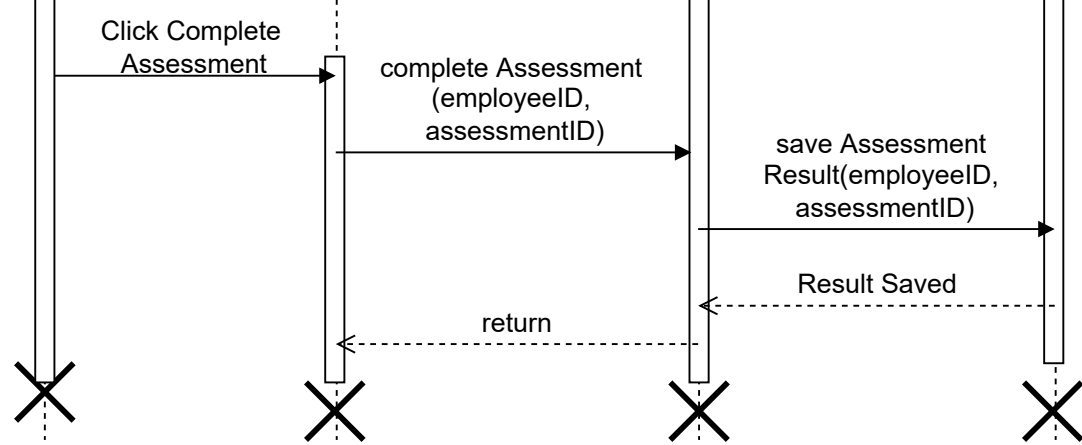 Click Complete
Assessment
complete Assessment
(employeeID,
assessmentID)
save Assessment
Result(employeeID,
assessmentID)
Result Saved
return